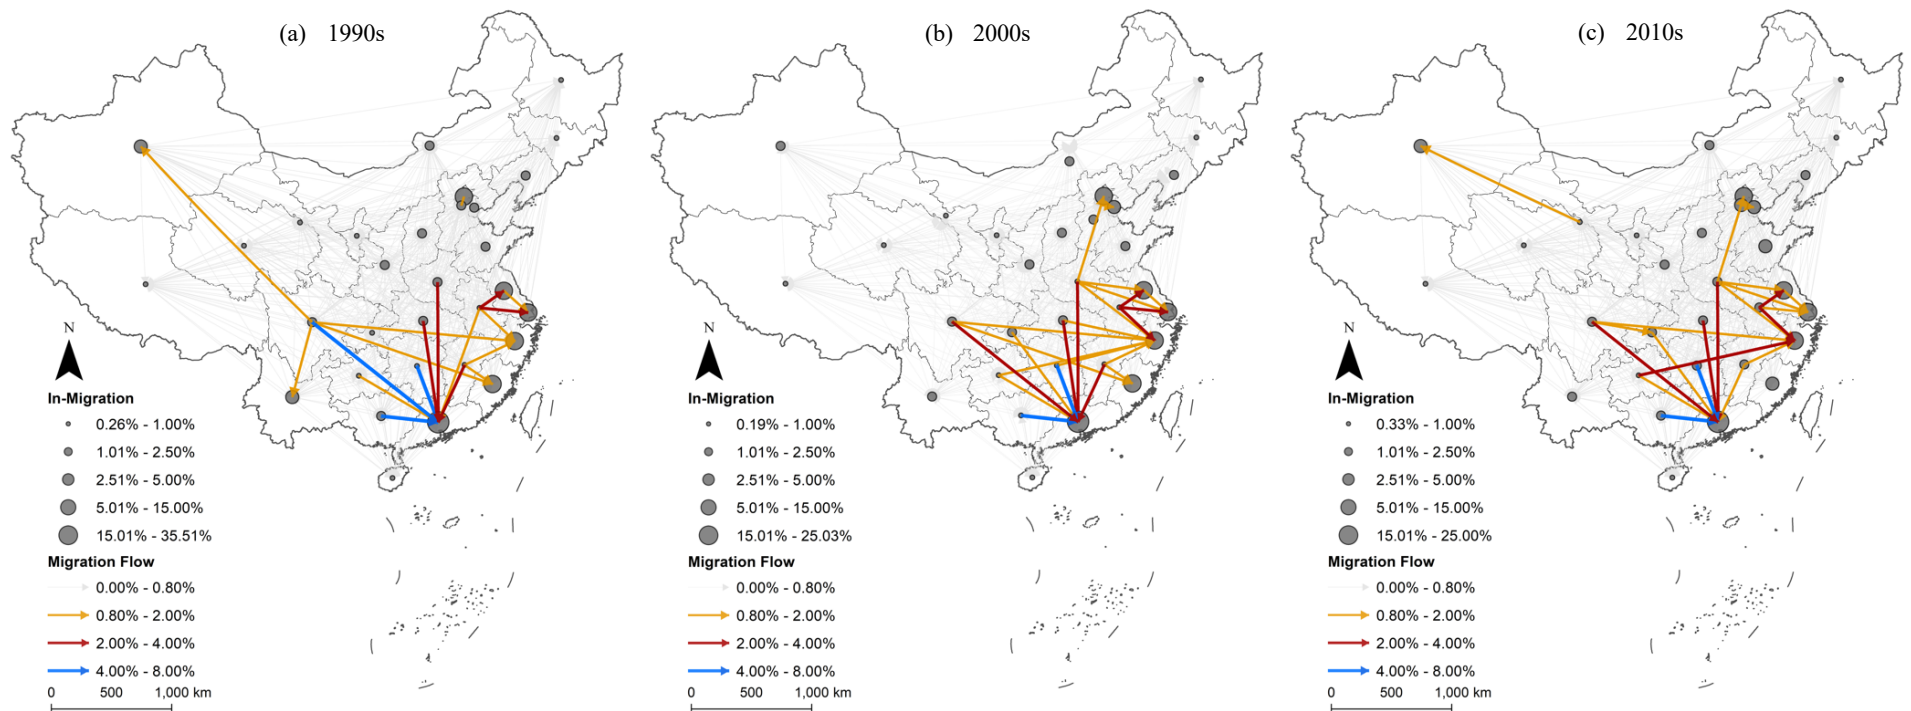 (a) 1990s
N
In-Migration
0.26% - 1.00%
1.01% - 2.50%
2.51% - 5.00%
5.01% - 15.00%
15.01% - 35.51%
Migration Flow
0.00% - 0.80%
0.80% - 2.00%
2.00% - 4.00%
4.00% - 8.00%
0 500 1,000 km
(b) 2000s
N
In-Migration
0.19% - 1.00%
1.01% - 2.50%
2.51% - 5.00%
5.01% - 15.00%
15.01% - 25.03%
Migration Flow
0.00% - 0.80%
0.80% - 2.00%
2.00% - 4.00%
4.00% - 8.00%
0 500 1,000 km
(c) 2010s
N
In-Migration
0.33% - 1.00%
1.01% - 2.50%
2.51% - 5.00%
5.01% - 15.00%
15.01% - 25.00%
Migration Flow
0.00% - 0.80%
0.80% - 2.00%
2.00% - 4.00%
4.00% - 8.00%
0 500 1,000 km